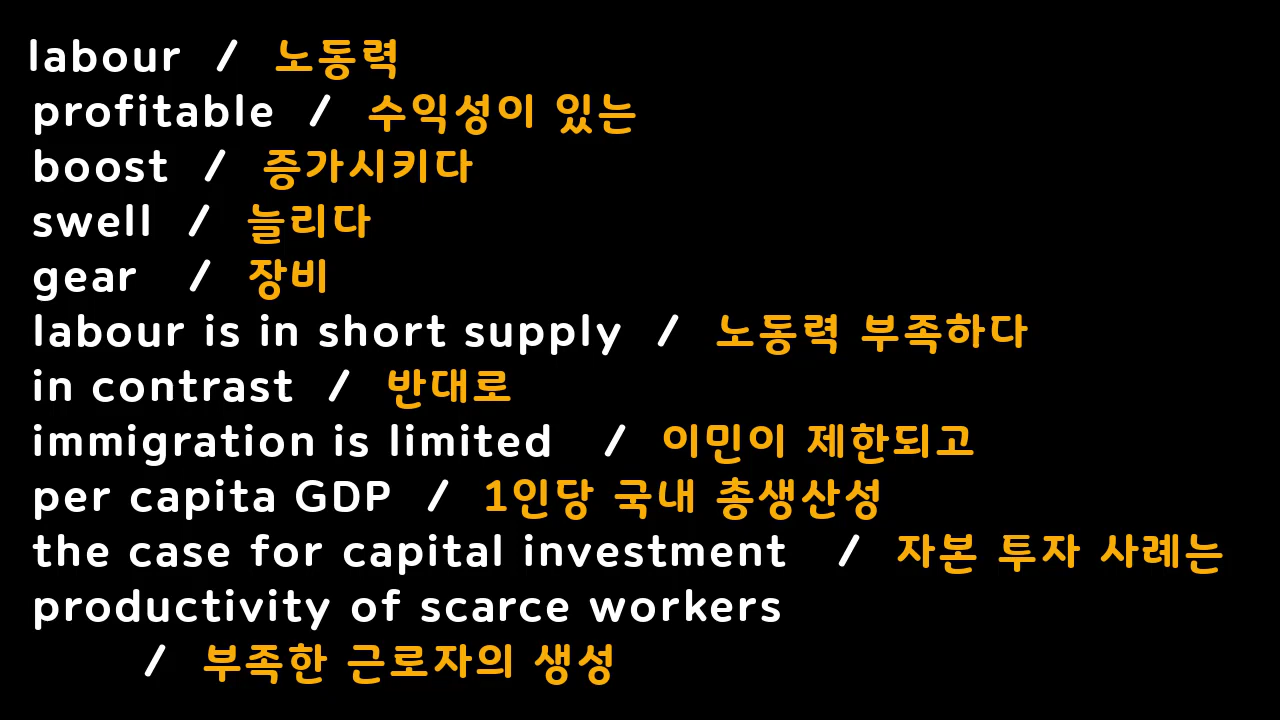 labour / 노동력
profitable / 수익성이 있는
boost / 증가시키다
swell / 늘리다
gear / 장비
labour is in short supply / 노동력 부족하다
in contrast / 반대로
immigration is limited / 이민이 제한되고
per capita GDP / 1인당 국내 총생산성
the case for capital investment / 자본 투자 사례는
productivity of scarce workers
/ 부족한 근로자의 생성